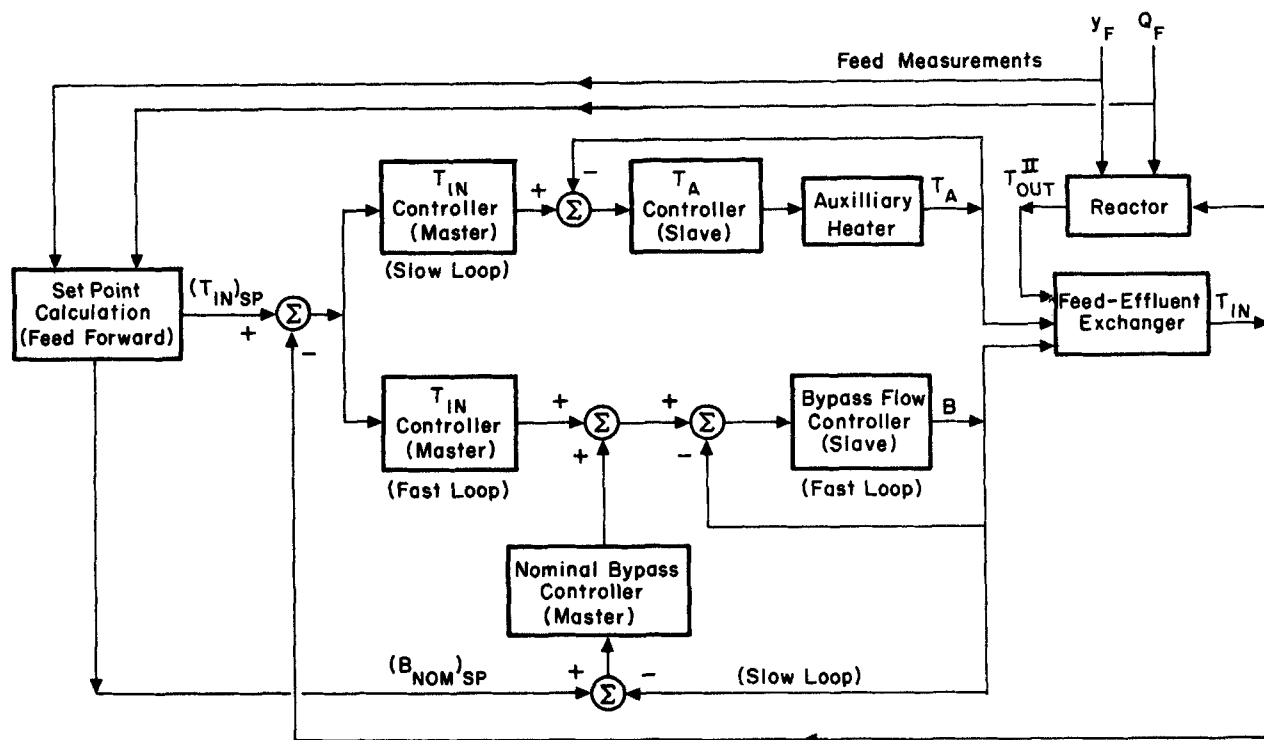 y_F
Q_F
Feed Measurements
T_IN
Controller
(Master)
(Slow Loop)
+
-
Σ
T_A
Controller
(Slave)
Auxilliary
Heater
T_A
T_OUT^II
Reactor
Set Point
Calculation
(Feed Forward)
(T_IN)_SP
+
-
Σ
Feed-Effluent
Exchanger
T_IN
T_IN
Controller
(Master)
(Fast Loop)
+
+
Σ
+
-
Σ
Bypass Flow
Controller
(Slave)
(Fast Loop)
B
Nominal Bypass
Controller
(Master)
(B_NOM)_SP
+
-
Σ
(Slow Loop)